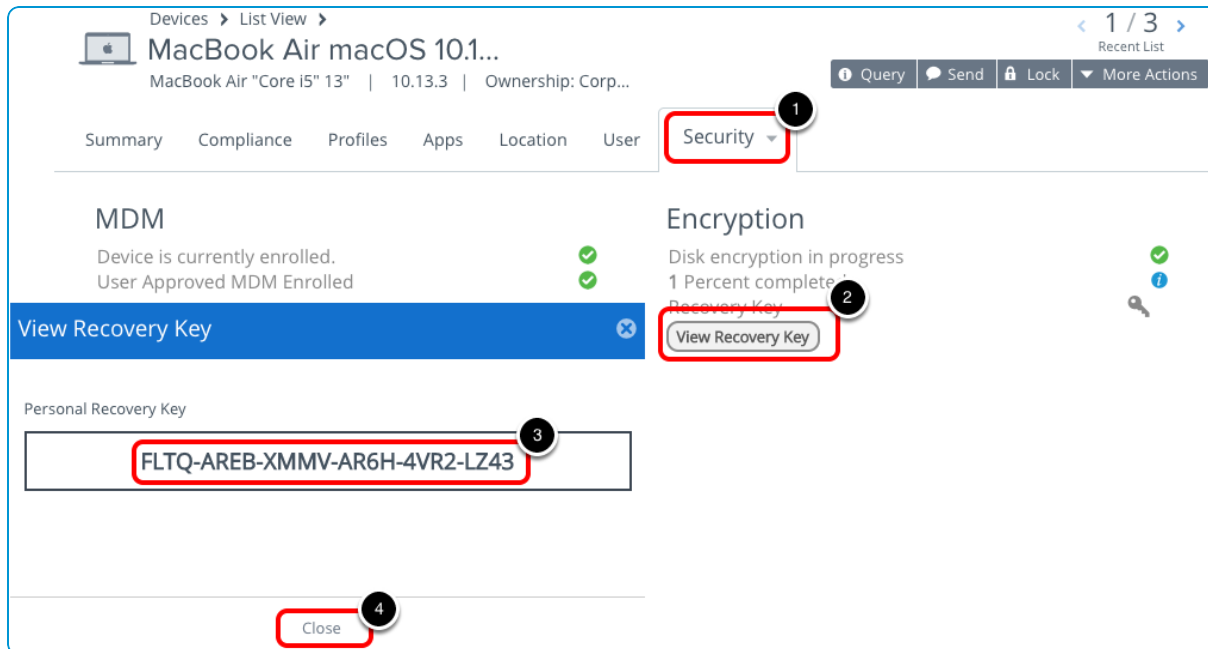 Devices > List View >
MacBook Air macOS 10.1...
MacBook Air "Core i5" 13" | 10.13.3 | Ownership: Corp...
< 1 / 3 >
Recent List
Query Send Lock More Actions
Summary Compliance Profiles Apps Location User Security
1
MDM
Device is currently enrolled.
User Approved MDM Enrolled
Encryption
Disk encryption in progress
1 Percent complete
Recovery Key
2
View Recovery Key
View Recovery Key
Personal Recovery Key
3
FLTQ-AREB-XMMV-AR6H-4VR2-LZ43
4
Close